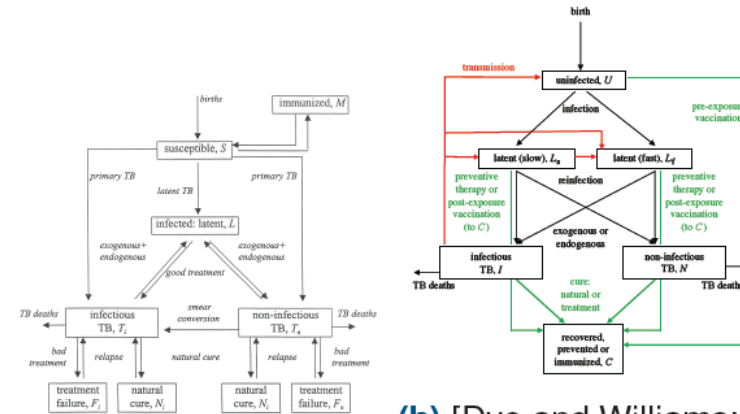 births
immunized, M
susceptible, S
primary TB
primary TB
latent TB
infected: latent, L
exogenous+
endogenous
exogenous+
endogenous
good treatment
TB deaths
infectious
TB, Ti
smear
conversion
non-infectious
TB, Tn
TB deaths
bad
treatment
relapse
natural cure
relapse
bad
treatment
treatment
failure, Fi
natural
cure, Ni
natural
cure, Ni
treatment
failure, Fn
birth
transmission
uninfected, U
infection
pre-exposu
vaccination
latent (slow), Ls
latent (fast), Lf
reinfection
preventive
therapy or
post-exposure
vaccination
(to C)
preventive
therapy or
post-exposure
vaccination
(to C)
exogenous or
endogenous
infectious
TB, I
non-infectious
TB, N
TB deaths
TB death
cure:
natural or
treatment
recovered,
prevented or
immunized, C
(b) [Dye and William